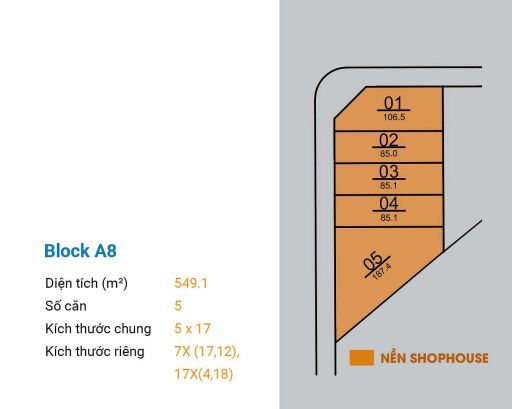 Block A8
Diện tích (m²) 549.1
Số căn 5
Kích thước chung 5 x 17
Kích thước riêng 7X (17,12),
17X(4,18)
01
106.5
02
85.0
03
85.1
04
85.1
05
187.4
NỀN SHOPHOUSE